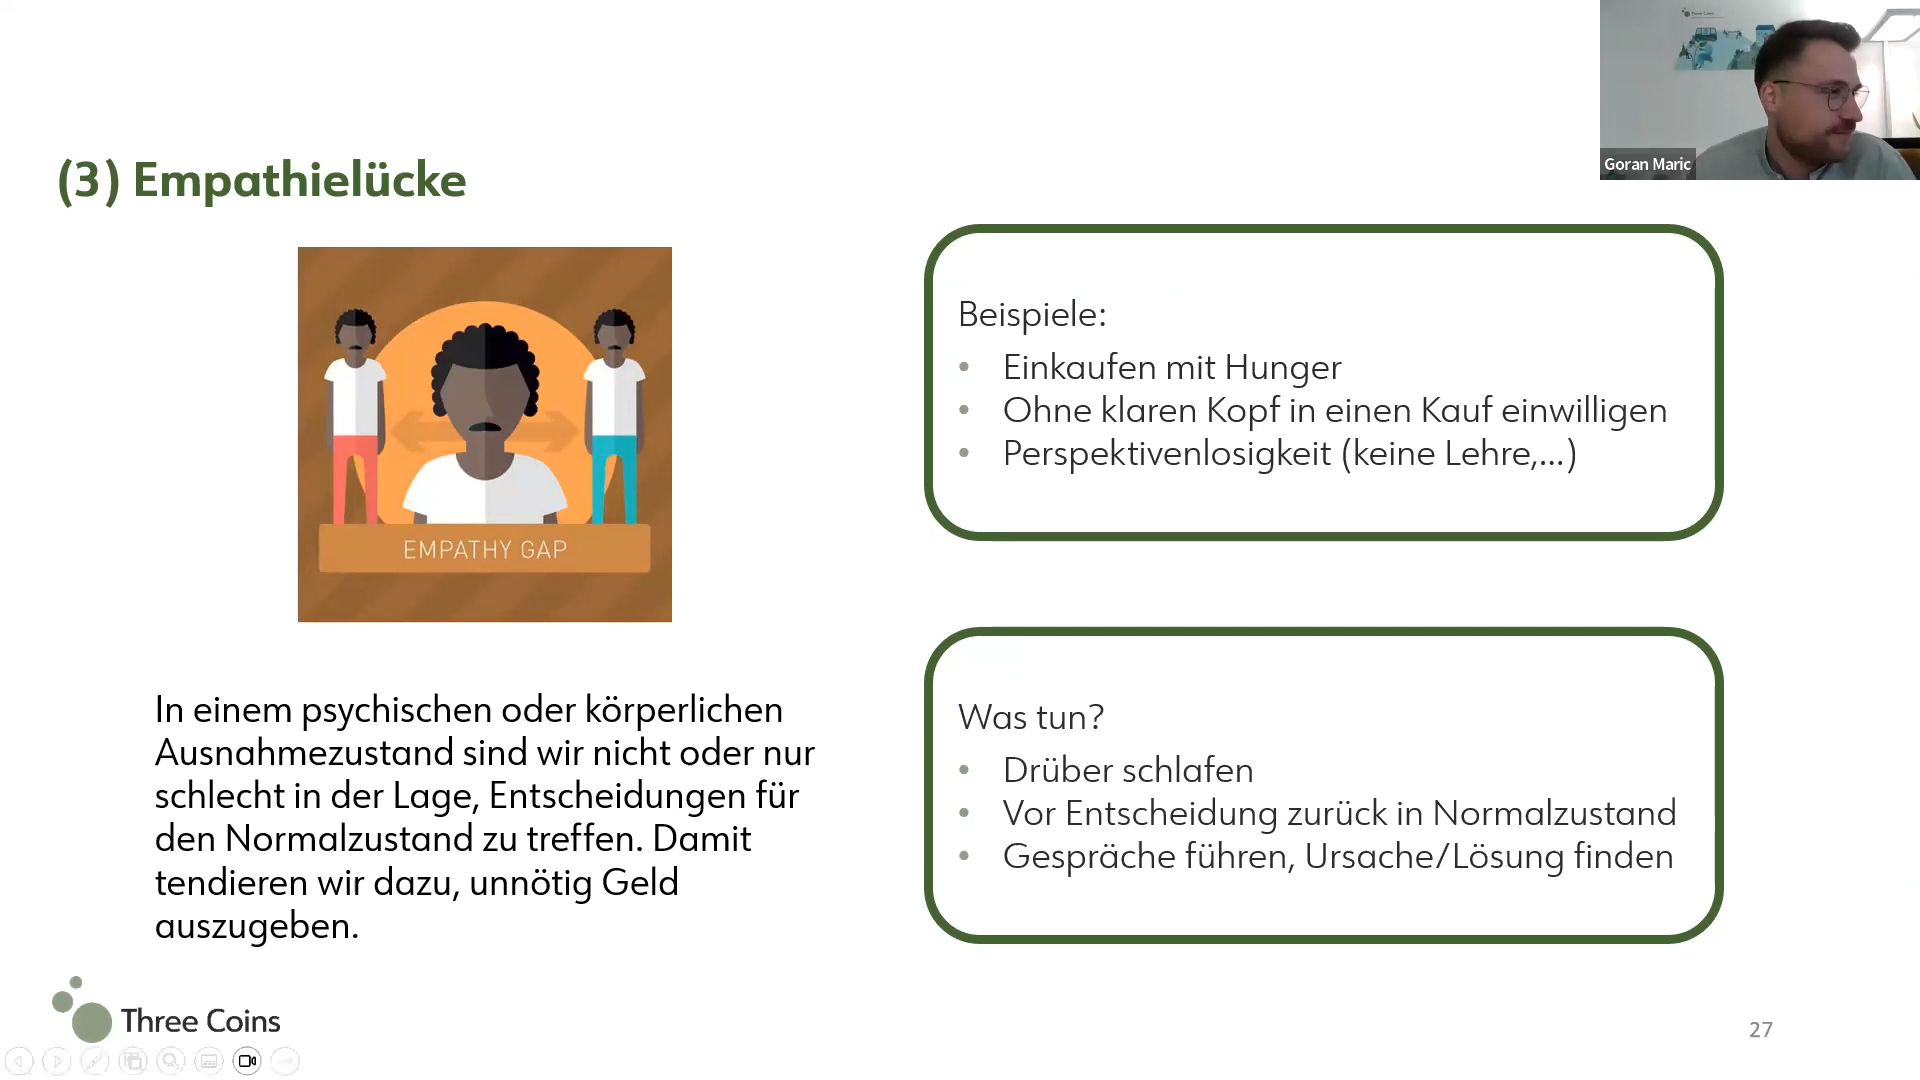 Goran Maric
(3) Empathielücke
EMPATHY GAP
In einem psychischen oder körperlichen
Ausnahmezustand sind wir nicht oder nur
schlecht in der Lage, Entscheidungen für
den Normalzustand zu treffen. Damit
tendieren wir dazu, unnötig Geld
auszugeben.
Beispiele:
• Einkaufen mit Hunger
• Ohne klaren Kopf in einen Kauf einwilligen
• Perspektivenlosigkeit (keine Lehre,...)
Was tun?
• Drüber schlafen
• Vor Entscheidung zurück in Normalzustand
• Gespräche führen, Ursache/Lösung finden
Three Coins
27